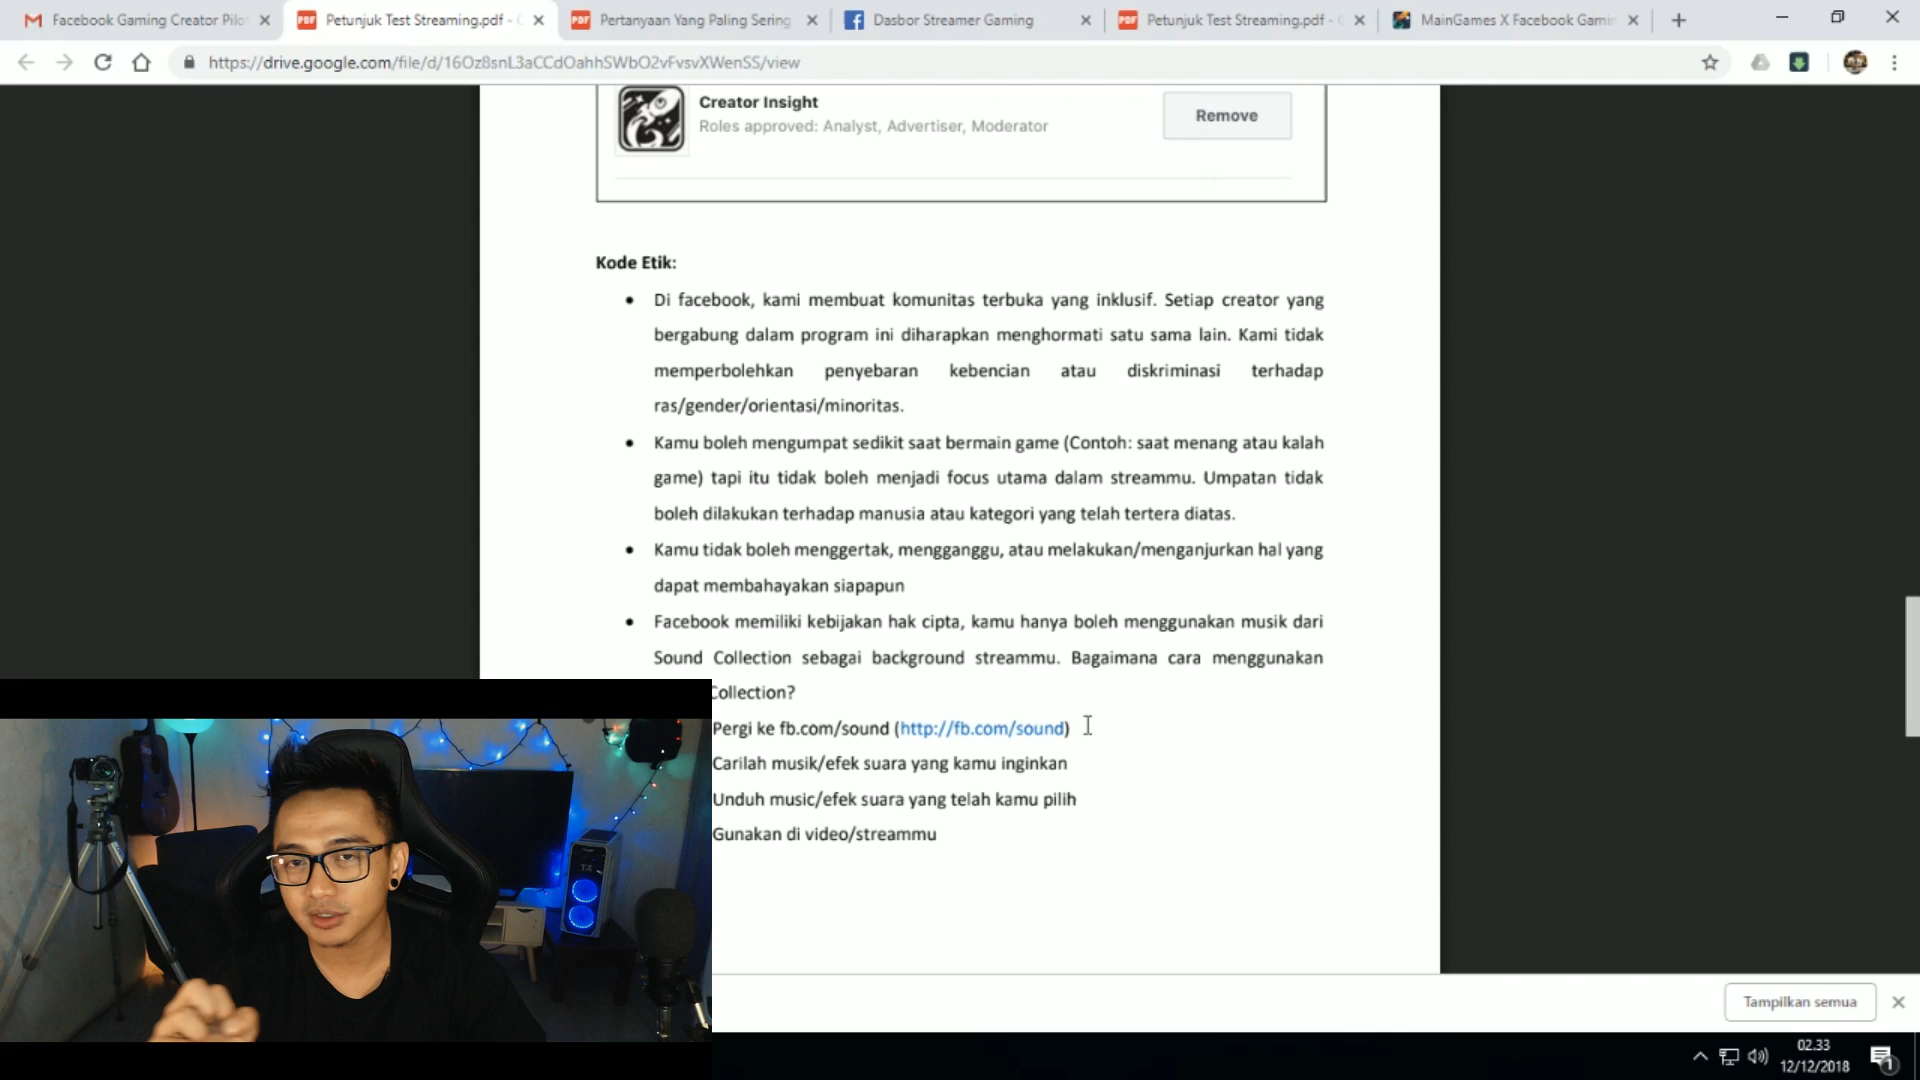 Facebook Gaming Creator Pilo
Petunjuk Test Streaming.pdf -
Pertanyaan Yang Paling Sering
Dasbor Streamer Gaming
Petunjuk Test Streaming.pdf -
MainGames X Facebook Gami
https://drive.google.com/file/d/16Oz8snL3aCCdOahhSWbO2vFvsvXWenSS/view
Creator Insight
Roles approved: Analyst, Advertiser, Moderator
Remove
Kode Etik:
• Di facebook, kami membuat komunitas terbuka yang inklusif. Setiap creator yang
bergabung dalam program ini diharapkan menghormati satu sama lain. Kami tidak
memperbolehkan penyebaran kebencian atau diskriminasi terhadap
ras/gender/orientasi/minoritas.
• Kamu boleh mengumpat sedikit saat bermain game (Contoh: saat menang atau kalah
game) tapi itu tidak boleh menjadi focus utama dalam streammu. Umpatan tidak
boleh dilakukan terhadap manusia atau kategori yang telah tertera diatas.
• Kamu tidak boleh menggertak, mengganggu, atau melakukan/menganjurkan hal yang
dapat membahayakan siapapun
• Facebook memiliki kebijakan hak cipta, kamu hanya boleh menggunakan musik dari
Sound Collection sebagai background streammu. Bagaimana cara menggunakan
Collection?
Pergi ke fb.com/sound (http://fb.com/sound)
Carilah musik/efek suara yang kamu inginkan
Unduh music/efek suara yang telah kamu pilih
Gunakan di video/streammu
Tampilkan semua
02.33
12/12/2018
1